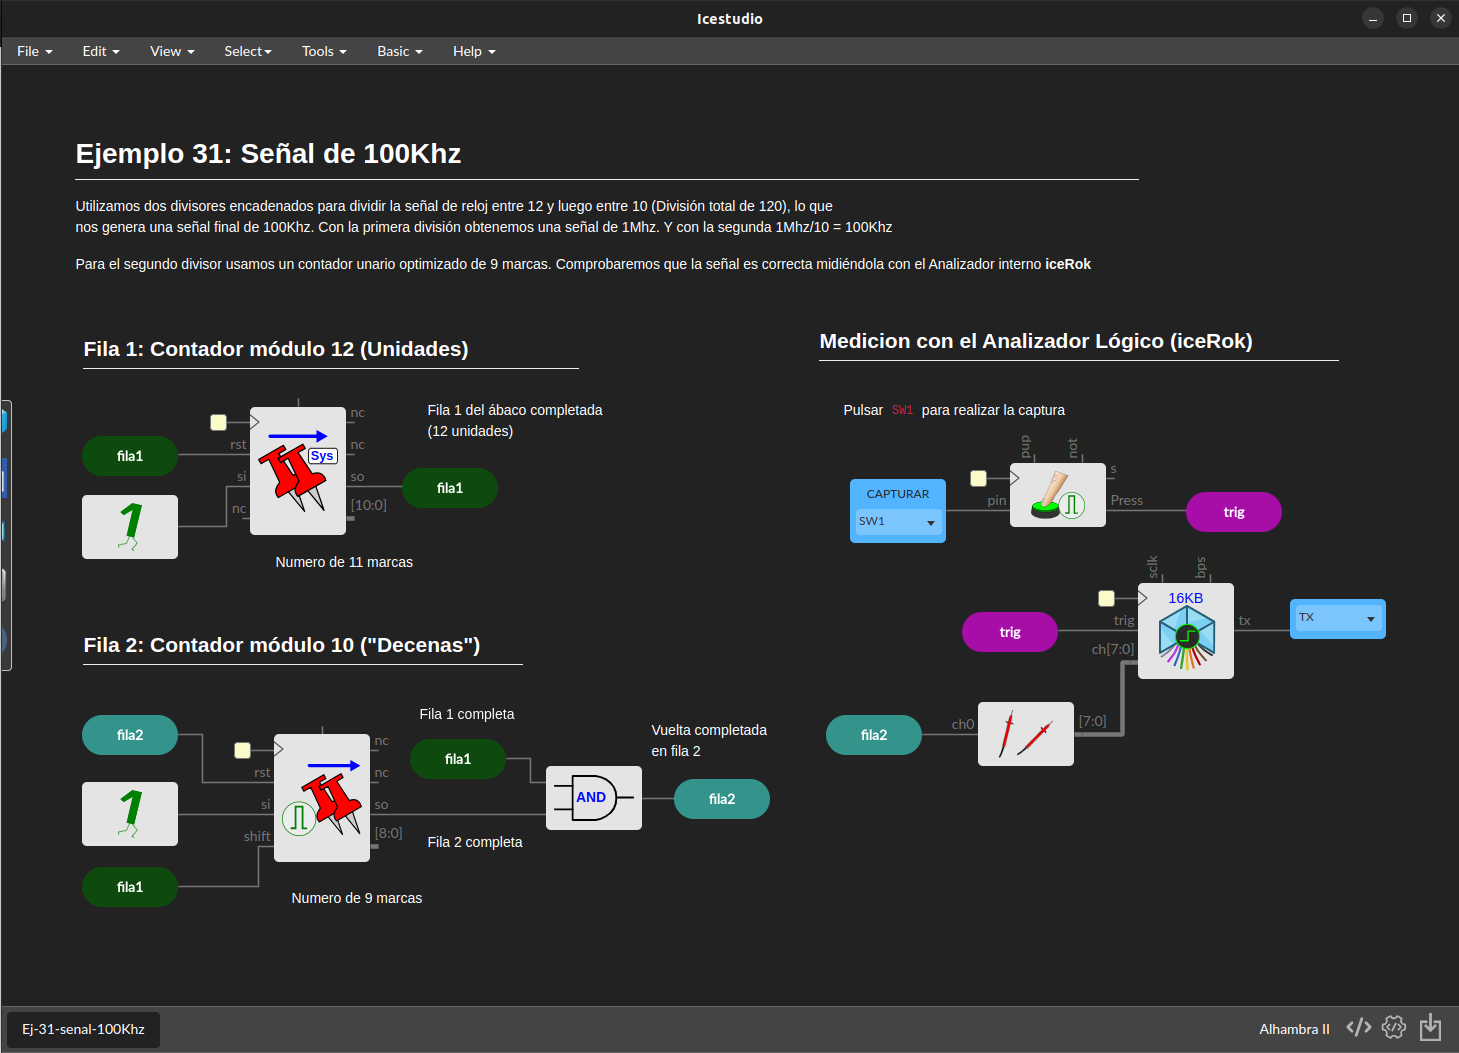 Icestudio
File Edit View Select Tools Basic Help
Ejemplo 31: Señal de 100Khz
Utilizamos dos divisores encadenados para dividir la señal de reloj entre 12 y luego entre 10 (División total de 120), lo que
nos genera una señal final de 100Khz. Con la primera división obtenemos una señal de 1Mhz. Y con la segunda 1Mhz/10 = 100Khz
Para el segundo divisor usamos un contador unario optimizado de 9 marcas. Comprobaremos que la señal es correcta midiéndola con el Analizador interno iceRok
Fila 1: Contador módulo 12 (Unidades)
fila1
1
rst
si
nc
Sys
nc
nc
so
[10:0]
fila1
Fila 1 del ábaco completada
(12 unidades)
Numero de 11 marcas
Fila 2: Contador módulo 10 ("Decenas")
fila2
1
fila1
rst
si
shift
nc
nc
so
[8:0]
Fila 1 completa
fila1
Fila 2 completa
AND
Vuelta completada
en fila 2
fila2
Numero de 9 marcas
Medicion con el Analizador Lógico (iceRok)
Pulsar SW1 para realizar la captura
CAPTURAR
SW1
pup
not
pin
s
Press
trig
sclk
bps
trig
trig
ch[7:0]
16KB
tx
TX
fila2
ch0
[7:0]
Ej-31-senal-100Khz
Alhambra II